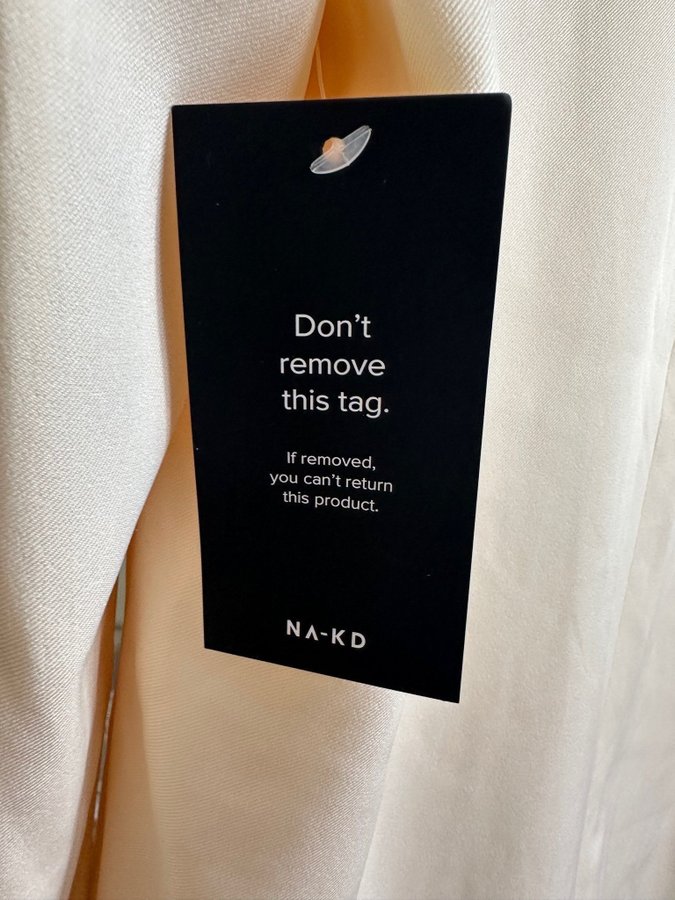 Don't
remove
this tag.
If removed,
you can't return
this product.
NA-KD